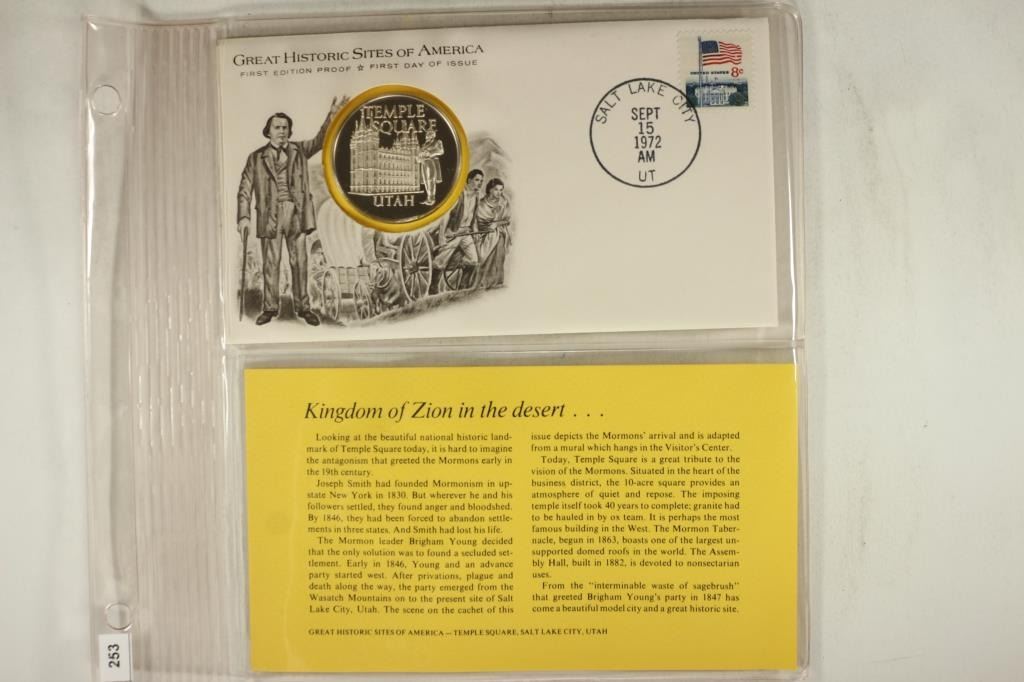 GREAT HISTORIC SITES OF AMERICA
FIRST EDITION PROOF ☆ FIRST DAY OF ISSUE
TEMPLE
SQUARE
UTAH
UNITED STATES 8¢
SALT LAKE CITY
SEPT
15
1972
AM
UT
Kingdom of Zion in the desert . . .
Looking at the beautiful national historic land-
mark of Temple Square today, it is hard to imagine
the antagonism that greeted the Mormons early in
the 19th century.
Joseph Smith had founded Mormonism in up-
state New York in 1830. But wherever he and his
followers settled, they found anger and bloodshed.
By 1846, they had been forced to abandon settle-
ments in three states. And Smith had lost his life.
The Mormon leader Brigham Young decided
that the only solution was to found a secluded set-
tlement. Early in 1846, Young and an advance
party started west. After privations, plague and
death along the way, the party emerged from the
Wasatch Mountains on to the present site of Salt
Lake City, Utah. The scene on the cachet of this
issue depicts the Mormons' arrival and is adapted
from a mural which hangs in the Visitor's Center.
Today, Temple Square is a great tribute to the
vision of the Mormons. Situated in the heart of the
business district, the 10-acre square provides an
atmosphere of quiet and repose. The imposing
temple itself took 40 years to complete; granite had
to be hauled in by ox team. It is perhaps the most
famous building in the West. The Mormon Taber-
nacle, begun in 1863, boasts one of the largest un-
supported domed roofs in the world. The Assem-
bly Hall, built in 1882, is devoted to nonsectarian
uses.
From the "interminable waste of sagebrush"
that greeted Brigham Young's party in 1847 has
come a beautiful model city and a great historic site.
GREAT HISTORIC SITES OF AMERICA — TEMPLE SQUARE, SALT LAKE CITY, UTAH
253